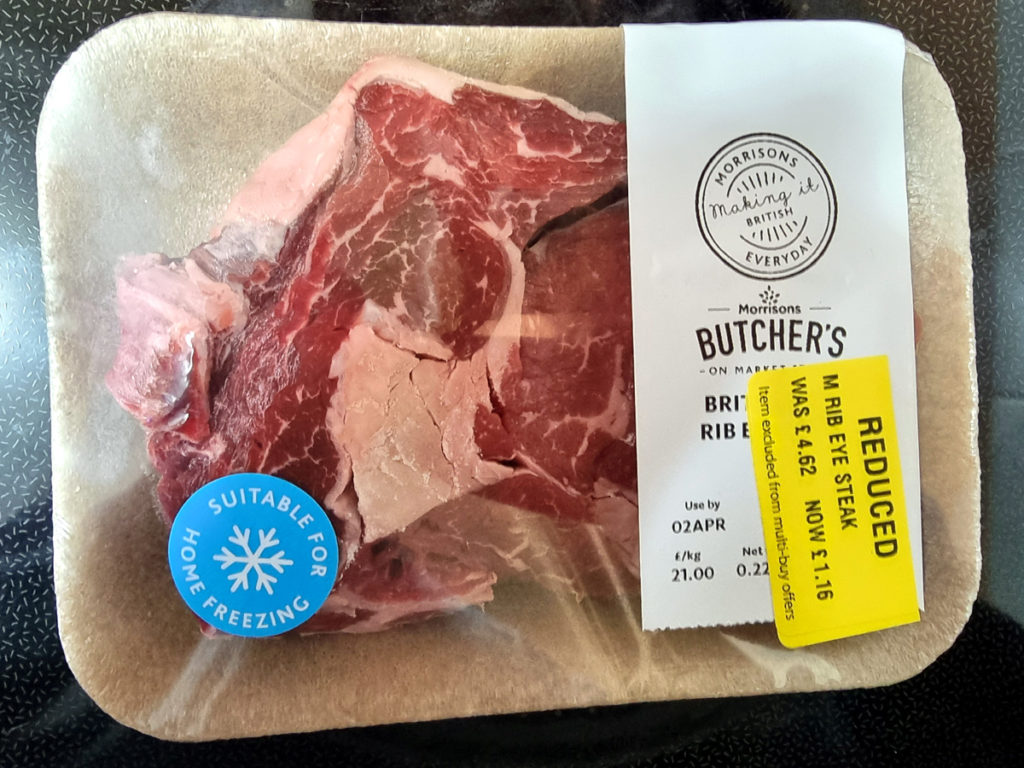 MORRISONS
Making it
BRITISH
EVERYDAY
Morrisons
BUTCHER'S
- ON MARKET
BRIT
RIB E
Use by
02APR
£/kg
21.00
Net
0.22
REDUCED
M RIB EYE STEAK
WAS £4.62 NOW £1.16
Item excluded from multi-buy offers
SUITABLE FOR
HOME FREEZING